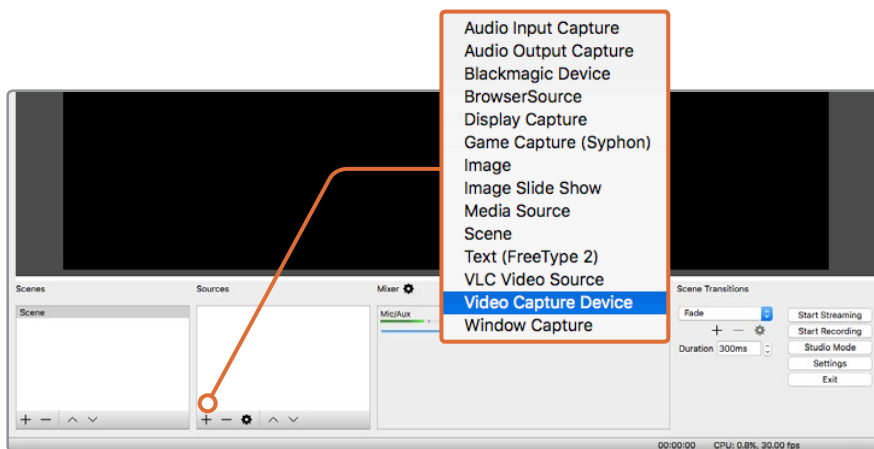 Audio Input Capture
Audio Output Capture
Blackmagic Device
BrowserSource
Display Capture
Game Capture (Syphon)
Image
Image Slide Show
Media Source
Scene
Text (FreeType 2)
VLC Video Source
Video Capture Device
Window Capture
Scenes
Scene
Sources
Mixer
Mic/Aux
Scene Transitions
Fade
Duration 300ms
Start Streaming
Start Recording
Studio Mode
Settings
Exit
00:00:00 CPU: 0.8%, 30.00 fps